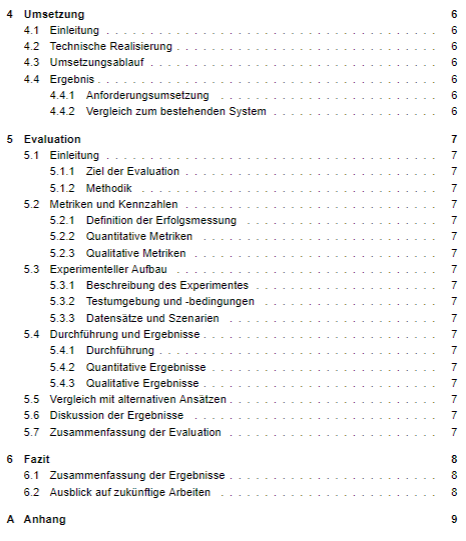 4 Umsetzung 6
4.1 Einleitung . . . . . . . . . . . . . . . . . . . . . . . . . . . . . . 6
4.2 Technische Realisierung . . . . . . . . . . . . . . . . . . . . . . . . . 6
4.3 Umsetzungsablauf . . . . . . . . . . . . . . . . . . . . . . . . . . . 6
4.4 Ergebnis . . . . . . . . . . . . . . . . . . . . . . . . . . . . . . . 6
4.4.1 Anforderungsumsetzung . . . . . . . . . . . . . . . . . . . . . 6
4.4.2 Vergleich zum bestehenden System . . . . . . . . . . . . . . . . 6
5 Evaluation 7
5.1 Einleitung . . . . . . . . . . . . . . . . . . . . . . . . . . . . . . 7
5.1.1 Ziel der Evaluation . . . . . . . . . . . . . . . . . . . . . . . . 7
5.1.2 Methodik . . . . . . . . . . . . . . . . . . . . . . . . . . . . 7
5.2 Metriken und Kennzahlen . . . . . . . . . . . . . . . . . . . . . . . . 7
5.2.1 Definition der Erfolgsmessung . . . . . . . . . . . . . . . . . . . 7
5.2.2 Quantitative Metriken . . . . . . . . . . . . . . . . . . . . . . 7
5.2.3 Qualitative Metriken . . . . . . . . . . . . . . . . . . . . . . . 7
5.3 Experimenteller Aufbau . . . . . . . . . . . . . . . . . . . . . . . . . 7
5.3.1 Beschreibung des Experimentes . . . . . . . . . . . . . . . . . . 7
5.3.2 Testumgebung und -bedingungen . . . . . . . . . . . . . . . . . 7
5.3.3 Datensätze und Szenarien . . . . . . . . . . . . . . . . . . . . 7
5.4 Durchführung und Ergebnisse . . . . . . . . . . . . . . . . . . . . . . 7
5.4.1 Durchführung . . . . . . . . . . . . . . . . . . . . . . . . . . 7
5.4.2 Quantitative Ergebnisse . . . . . . . . . . . . . . . . . . . . . 7
5.4.3 Qualitative Ergebnisse . . . . . . . . . . . . . . . . . . . . . . 7
5.5 Vergleich mit alternativen Ansätzen . . . . . . . . . . . . . . . . . . . . 7
5.6 Diskussion der Ergebnisse . . . . . . . . . . . . . . . . . . . . . . . 7
5.7 Zusammenfassung der Evaluation . . . . . . . . . . . . . . . . . . . . 7
6 Fazit 8
6.1 Zusammenfassung der Ergebnisse . . . . . . . . . . . . . . . . . . . . 8
6.2 Ausblick auf zukünftige Arbeiten . . . . . . . . . . . . . . . . . . . . . 8
A Anhang 9